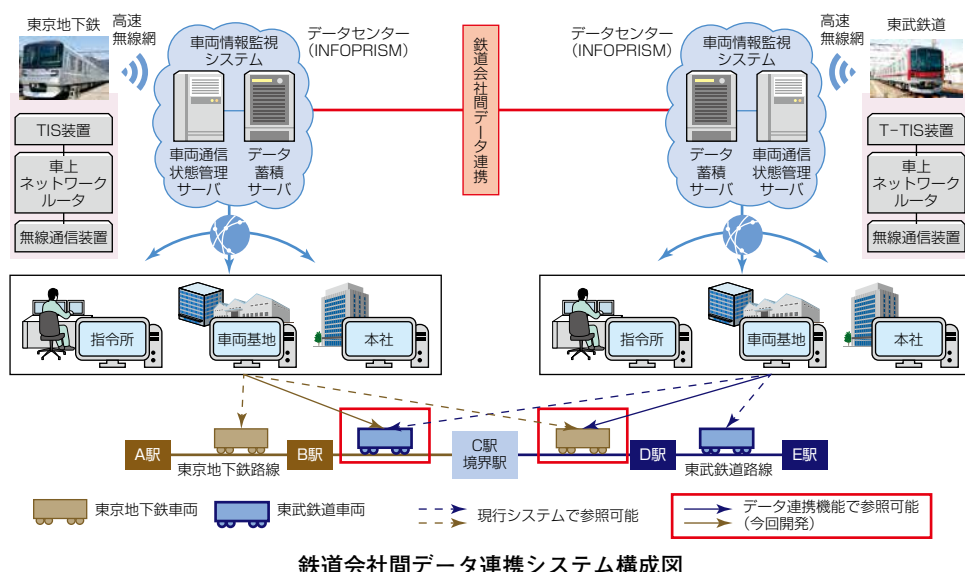 東京地下鉄
高速
無線網
車両情報監視
システム
データセンター
(INFOPRISM)
車両通信
状態管理
サーバ
データ
蓄積
サーバ
TIS装置
車上
ネットワーク
ルータ
無線通信装置
鉄道会社間データ連携
データセンター
(INFOPRISM)
車両情報監視
システム
高速
無線網
東武鉄道
データ
蓄積
サーバ
車両通信
状態管理
サーバ
T-TIS装置
車上
ネットワーク
ルータ
無線通信装置
指令所
車両基地
本社
指令所
車両基地
本社
A駅
東京地下鉄路線
B駅
C駅
境界駅
D駅
東武鉄道路線
E駅
東京地下鉄車両
東武鉄道車両
現行システムで参照可能
データ連携機能で参照可能
(今回開発)
鉄道会社間データ連携システム構成図